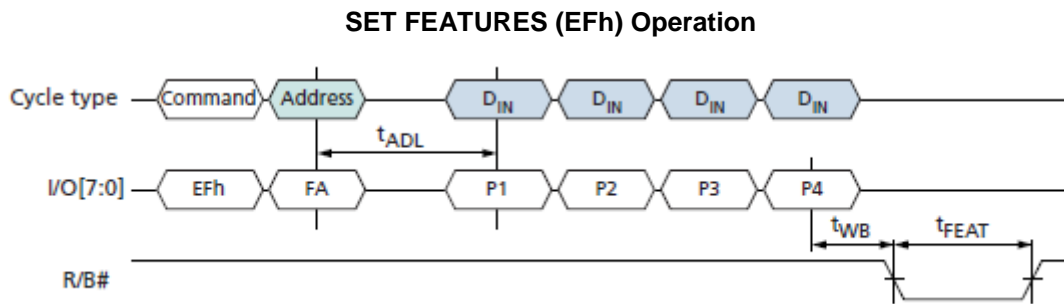 SET FEATURES (EFh) Operation
Cycle type Command Address DIN DIN DIN DIN
tADL
I/O[7:0] EFh FA P1 P2 P3 P4
tWB tFEAT
R/B#